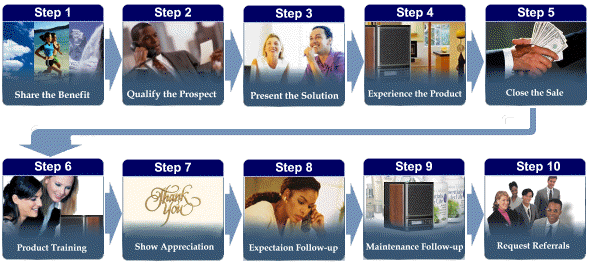 Step 1
Share the Benefit
Step 2
Qualify the Prospect
Step 3
Present the Solution
Step 4
Experience the Product
Step 5
Close the Sale
Step 6
Product Training
Step 7
Thank You
Show Appreciation
Step 8
Expectaion Follow-up
Step 9
Maintenance Follow-up
Step 10
Request Referrals